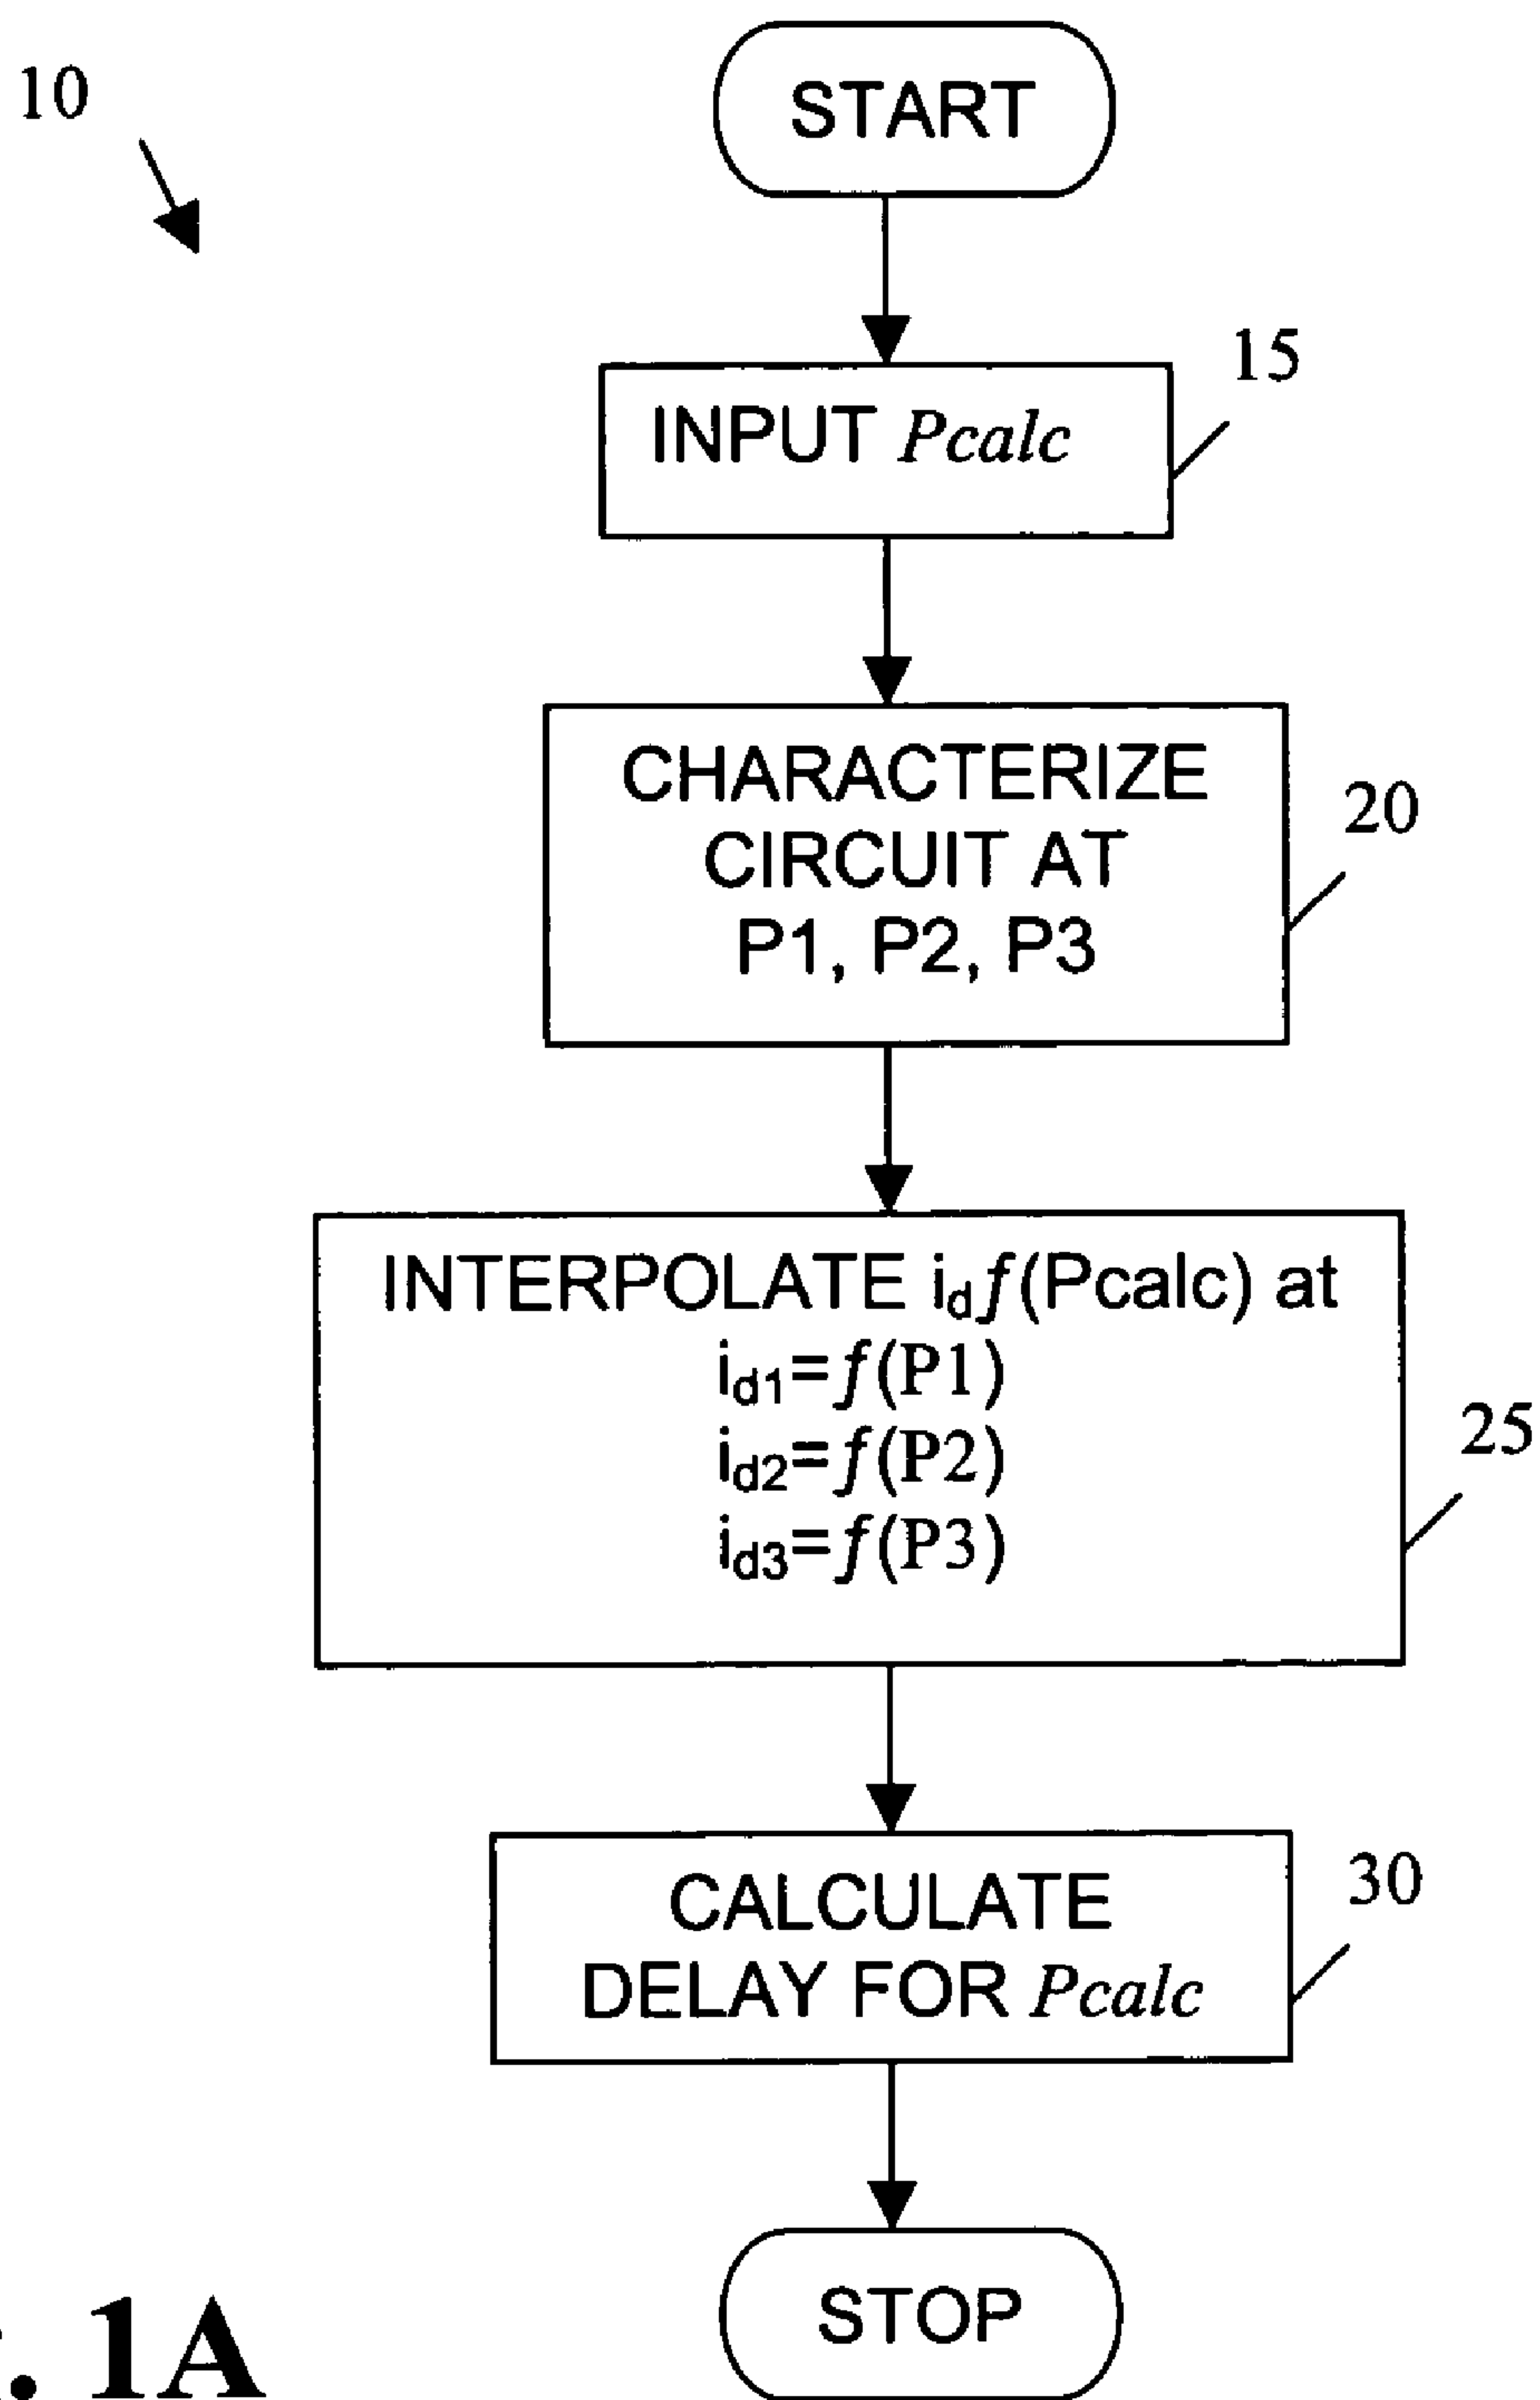 10
START
15
INPUT Pcalc
20
CHARACTERIZE
CIRCUIT AT
P1, P2, P3
INTERPOLATE idƒ(Pcalc) at
id1=ƒ(P1)
id2=ƒ(P2)
id3=ƒ(P3)
25
30
CALCULATE
DELAY FOR Pcalc
STOP
1A